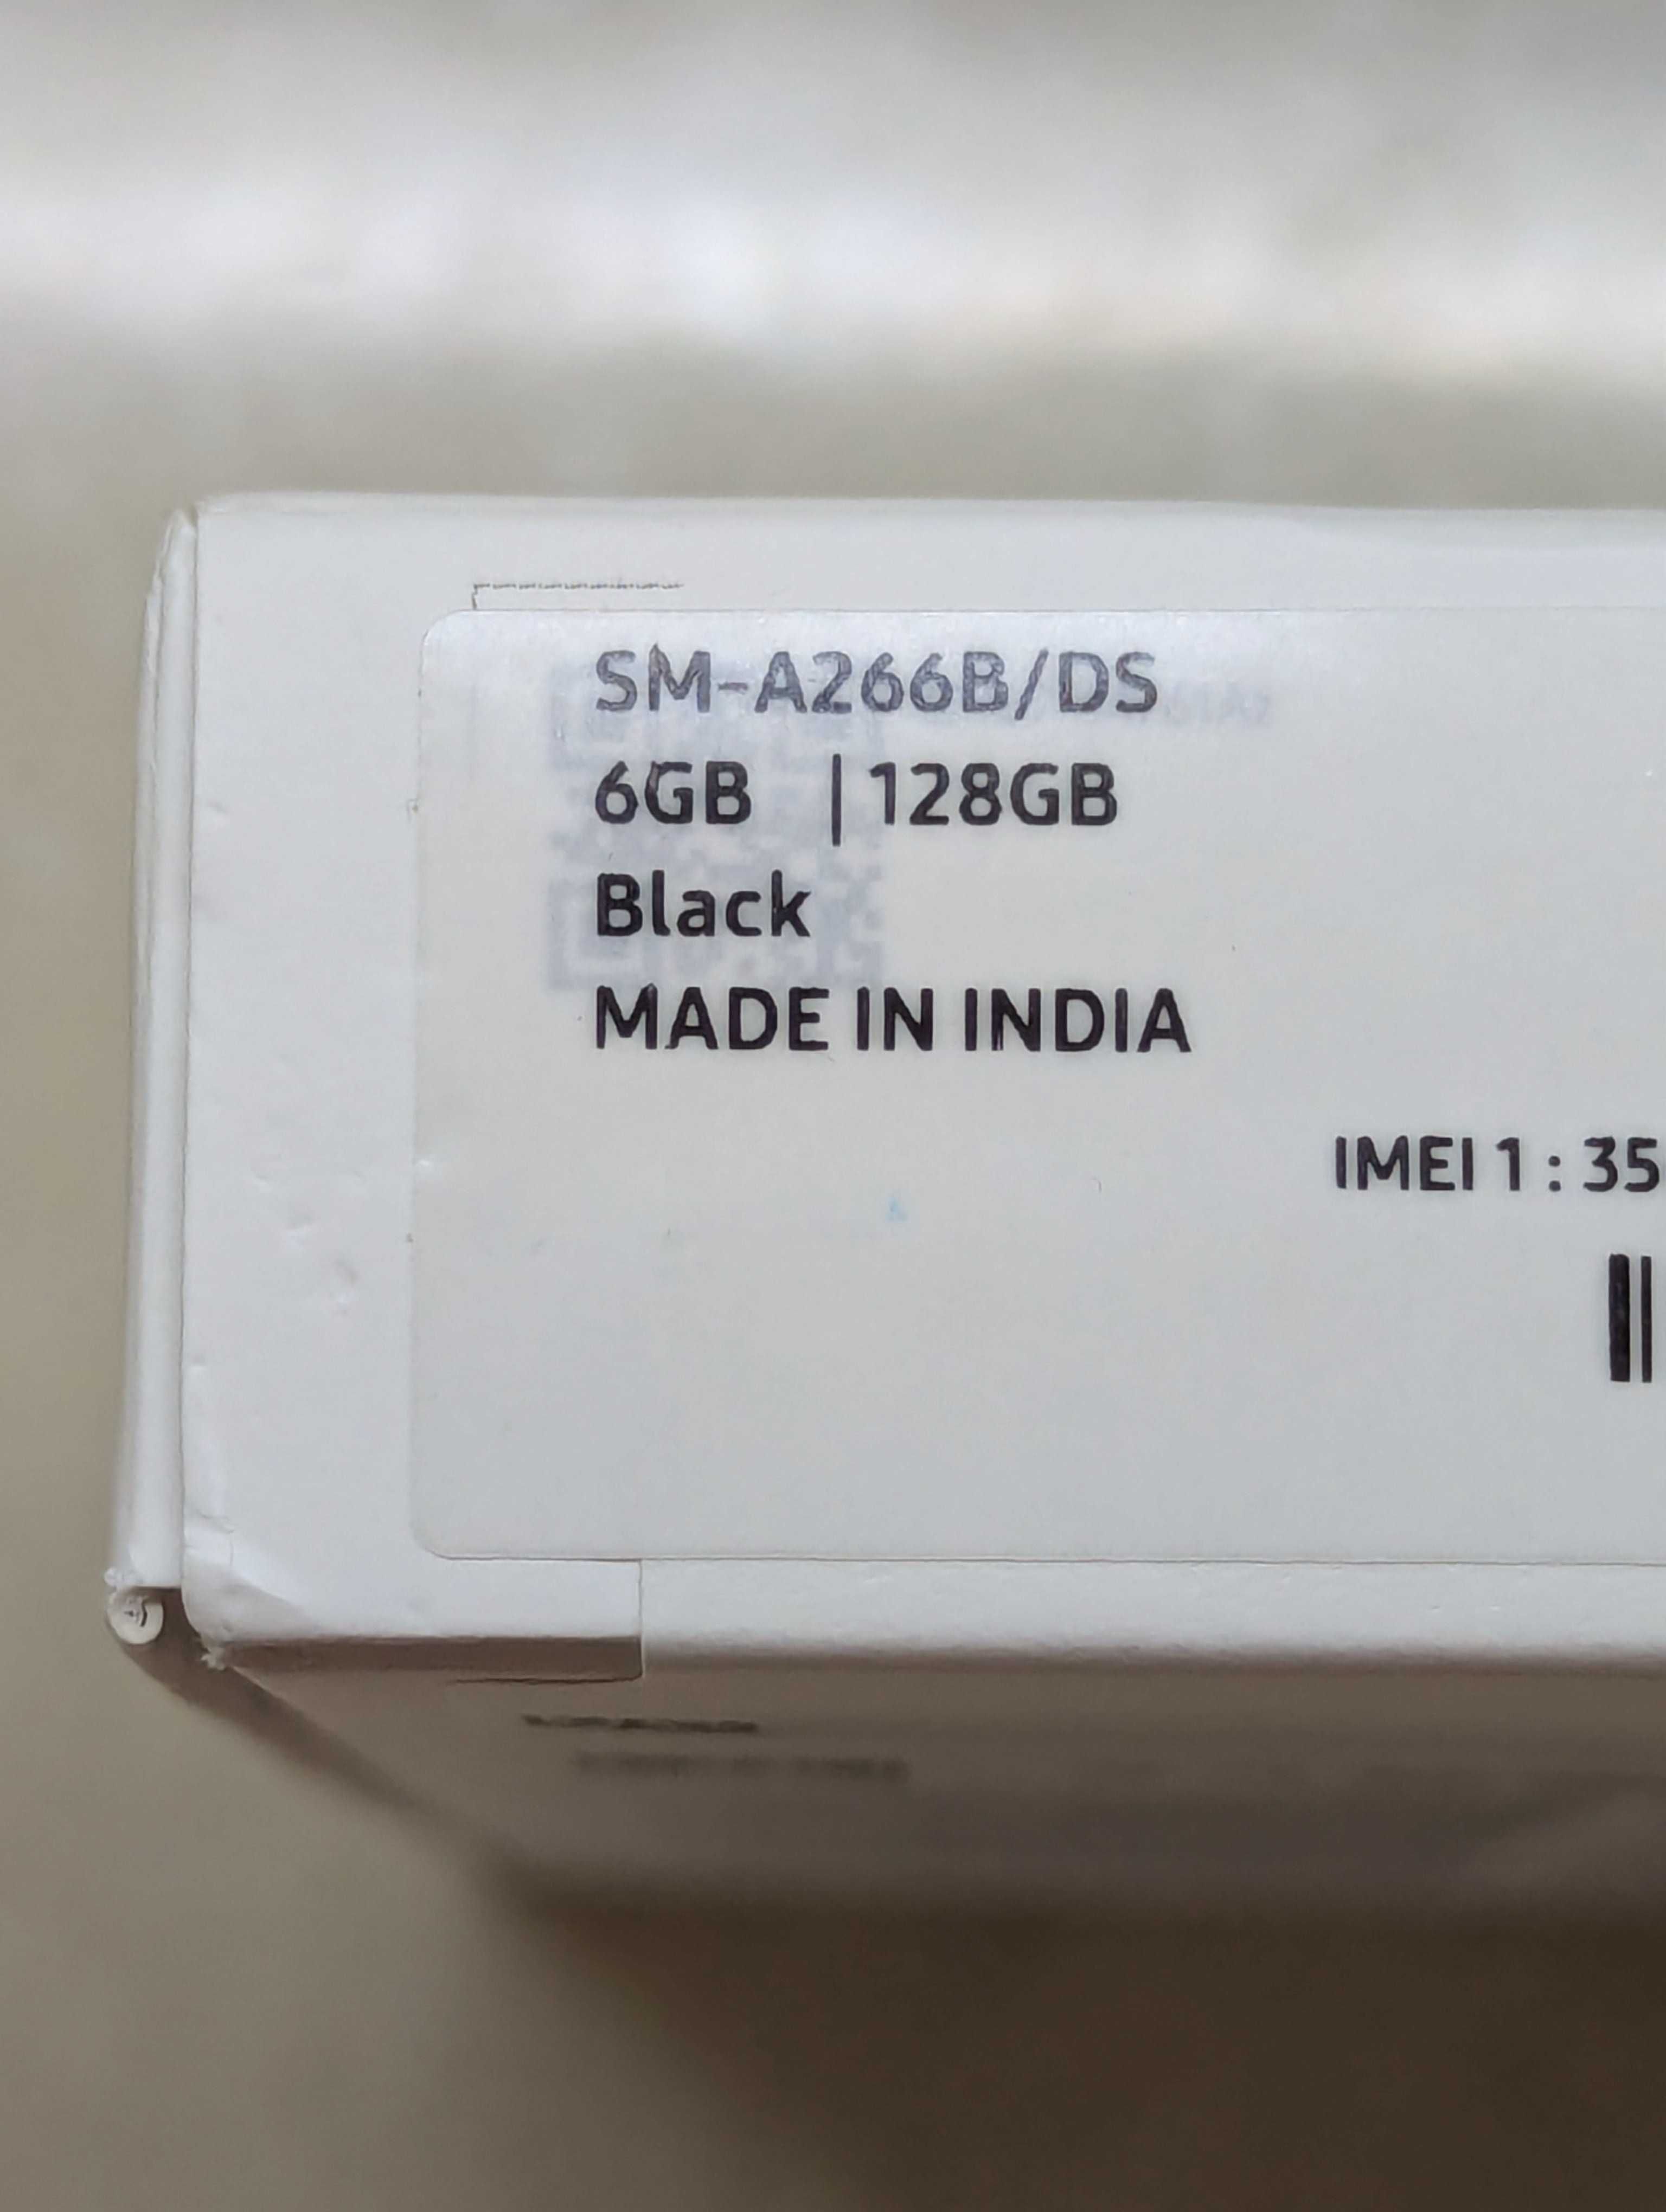 SM-A266B/DS
6GB | 128GB
Black
MADE IN INDIA
IMEI 1 : 35